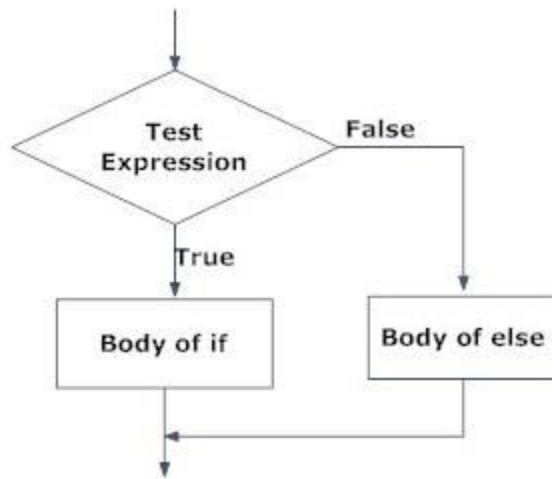 Test
Expression
False
True
Body of if
Body of else